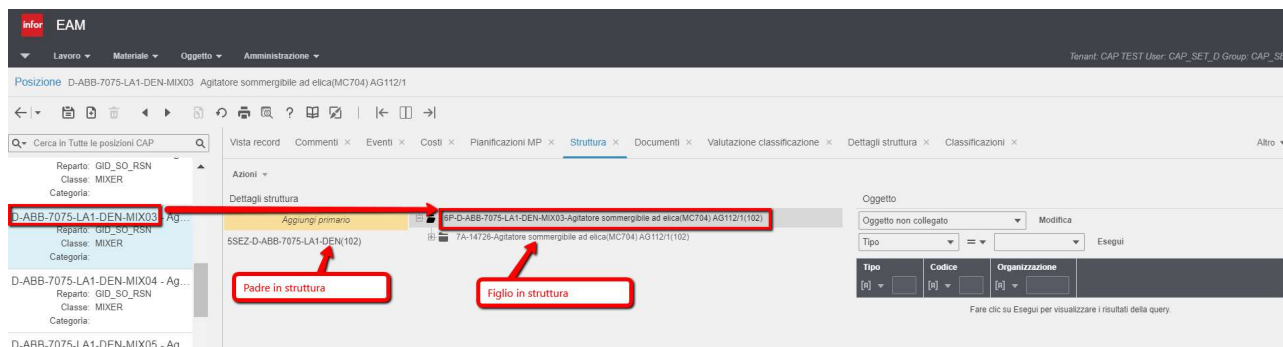 infor EAM
Lavoro Materiale Oggetto Amministrazione
Tenant: CAP TEST User: CAP_SET_D Group: CAP_SE
Posizione D-ABB-7075-LA1-DEN-MIX03 Agitatore sommergibile ad elica(MC704) AG112/1
Cerca in Tutte le posizioni CAP
Vista record Commenti Eventi Costi Pianificazioni MP Struttura Documenti Valutazione classificazione Dettagli struttura Classificazioni Altro
Reparto: GID_SO_RSN
Classe: MIXER
Categoria:
D-ABB-7075-LA1-DEN-MIX03 - Ag...
Reparto: GID_SO_RSN
Classe: MIXER
Categoria:
D-ABB-7075-LA1-DEN-MIX04 - Ag...
Reparto: GID_SO_RSN
Classe: MIXER
Categoria:
D-ABB-7075-LA1-DEN-MIX05 - Ag
Azioni
Dettagli struttura
Aggiungi primario
5SEZ-D-ABB-7075-LA1-DEN(102)
6P-D-ABB-7075-LA1-DEN-MIX03-Agitatore sommergibile ad elica(MC704) AG112/1(102)
7A-14726-Agitatore sommergibile ad elica(MC704) AG112/1(102)
Padre in struttura
Figlio in struttura
Oggetto
Oggetto non collegato Modifica
Tipo = Esegui
Tipo Codice Organizzazione
[R] [R] [R]
Fare clic su Esegui per visualizzare i risultati della query.